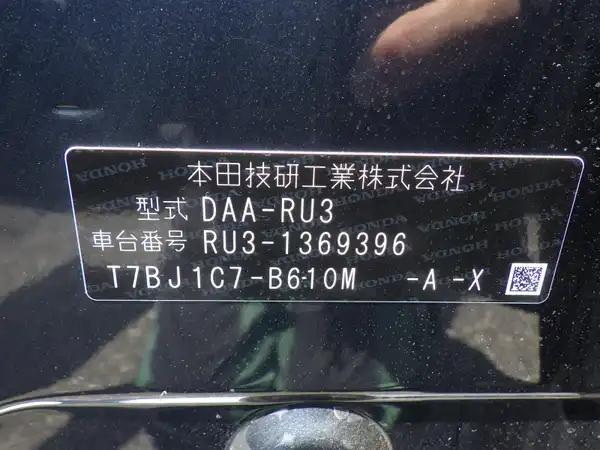 本田技研工業株式会社
型式 DAA-RU3
車台番号 RU3-1369396
T7BJ1C7-B610M -A -X